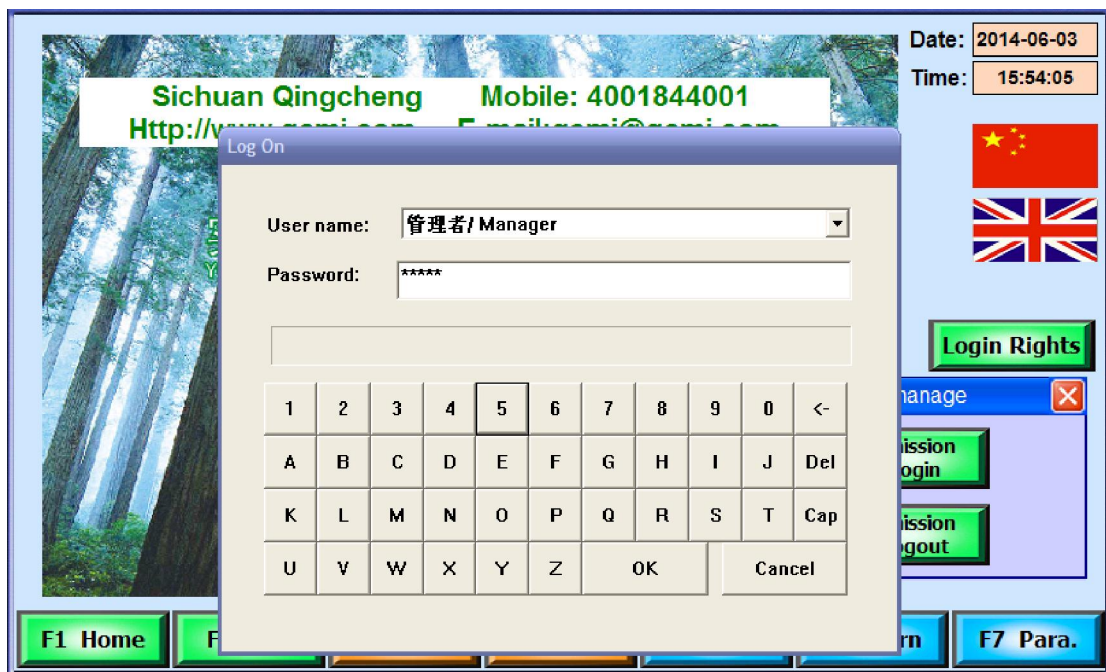 Date: 2014-06-03
Time: 15:54:05
Sichuan Qingcheng Mobile: 4001844001
Log On
User name: 管理者/ Manager
Password: *****
Login Rights
1 2 3 4 5 6 7 8 9 0 <-
A B C D E F G H I J Del
K L M N O P Q R S T Cap
U V W X Y Z OK Cancel
F1 Home
F7 Para.